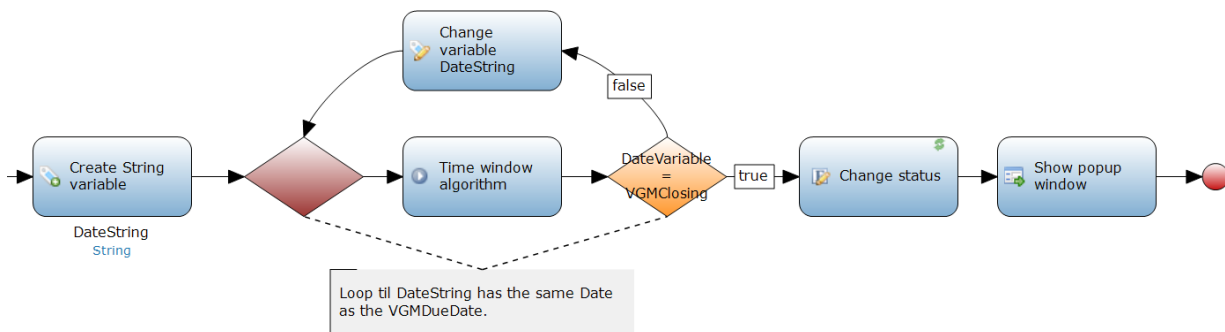 Change
variable
DateString
false
Create String
variable
Time window
algorithm
DateVariable
=
VGMClosing
true
Change status
Show popup
window
DateString
String
Loop til DateString has the same Date
as the VGMDueDate.